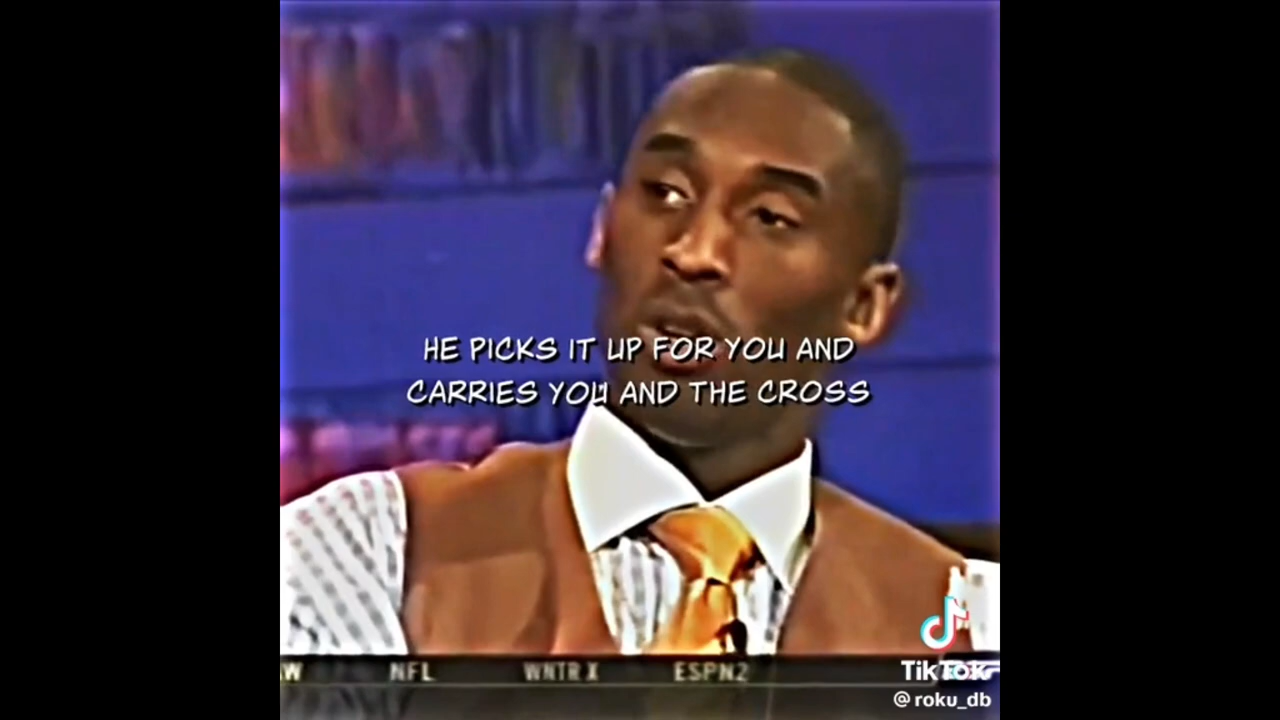 HE PICKS IT UP FOR YOU AND
CARRIES YOU AND THE CROSS
W NFL WNTR X ESPN2
TikTok
@roku_db